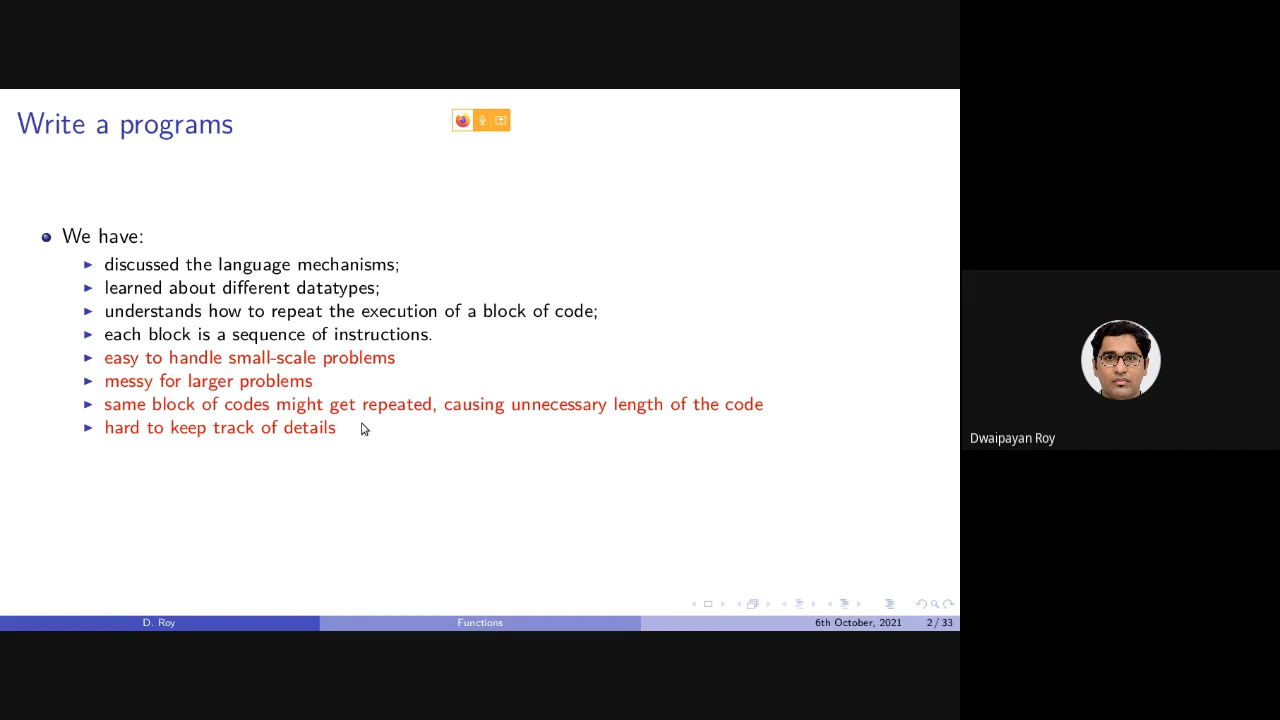 Write a programs
We have:
discussed the language mechanisms;
learned about different datatypes;
understands how to repeat the execution of a block of code;
each block is a sequence of instructions.
easy to handle small-scale problems
messy for larger problems
same block of codes might get repeated, causing unnecessary length of the code
hard to keep track of details
Dwaipayan Roy
D. Roy
Functions
6th October, 2021
2 / 33